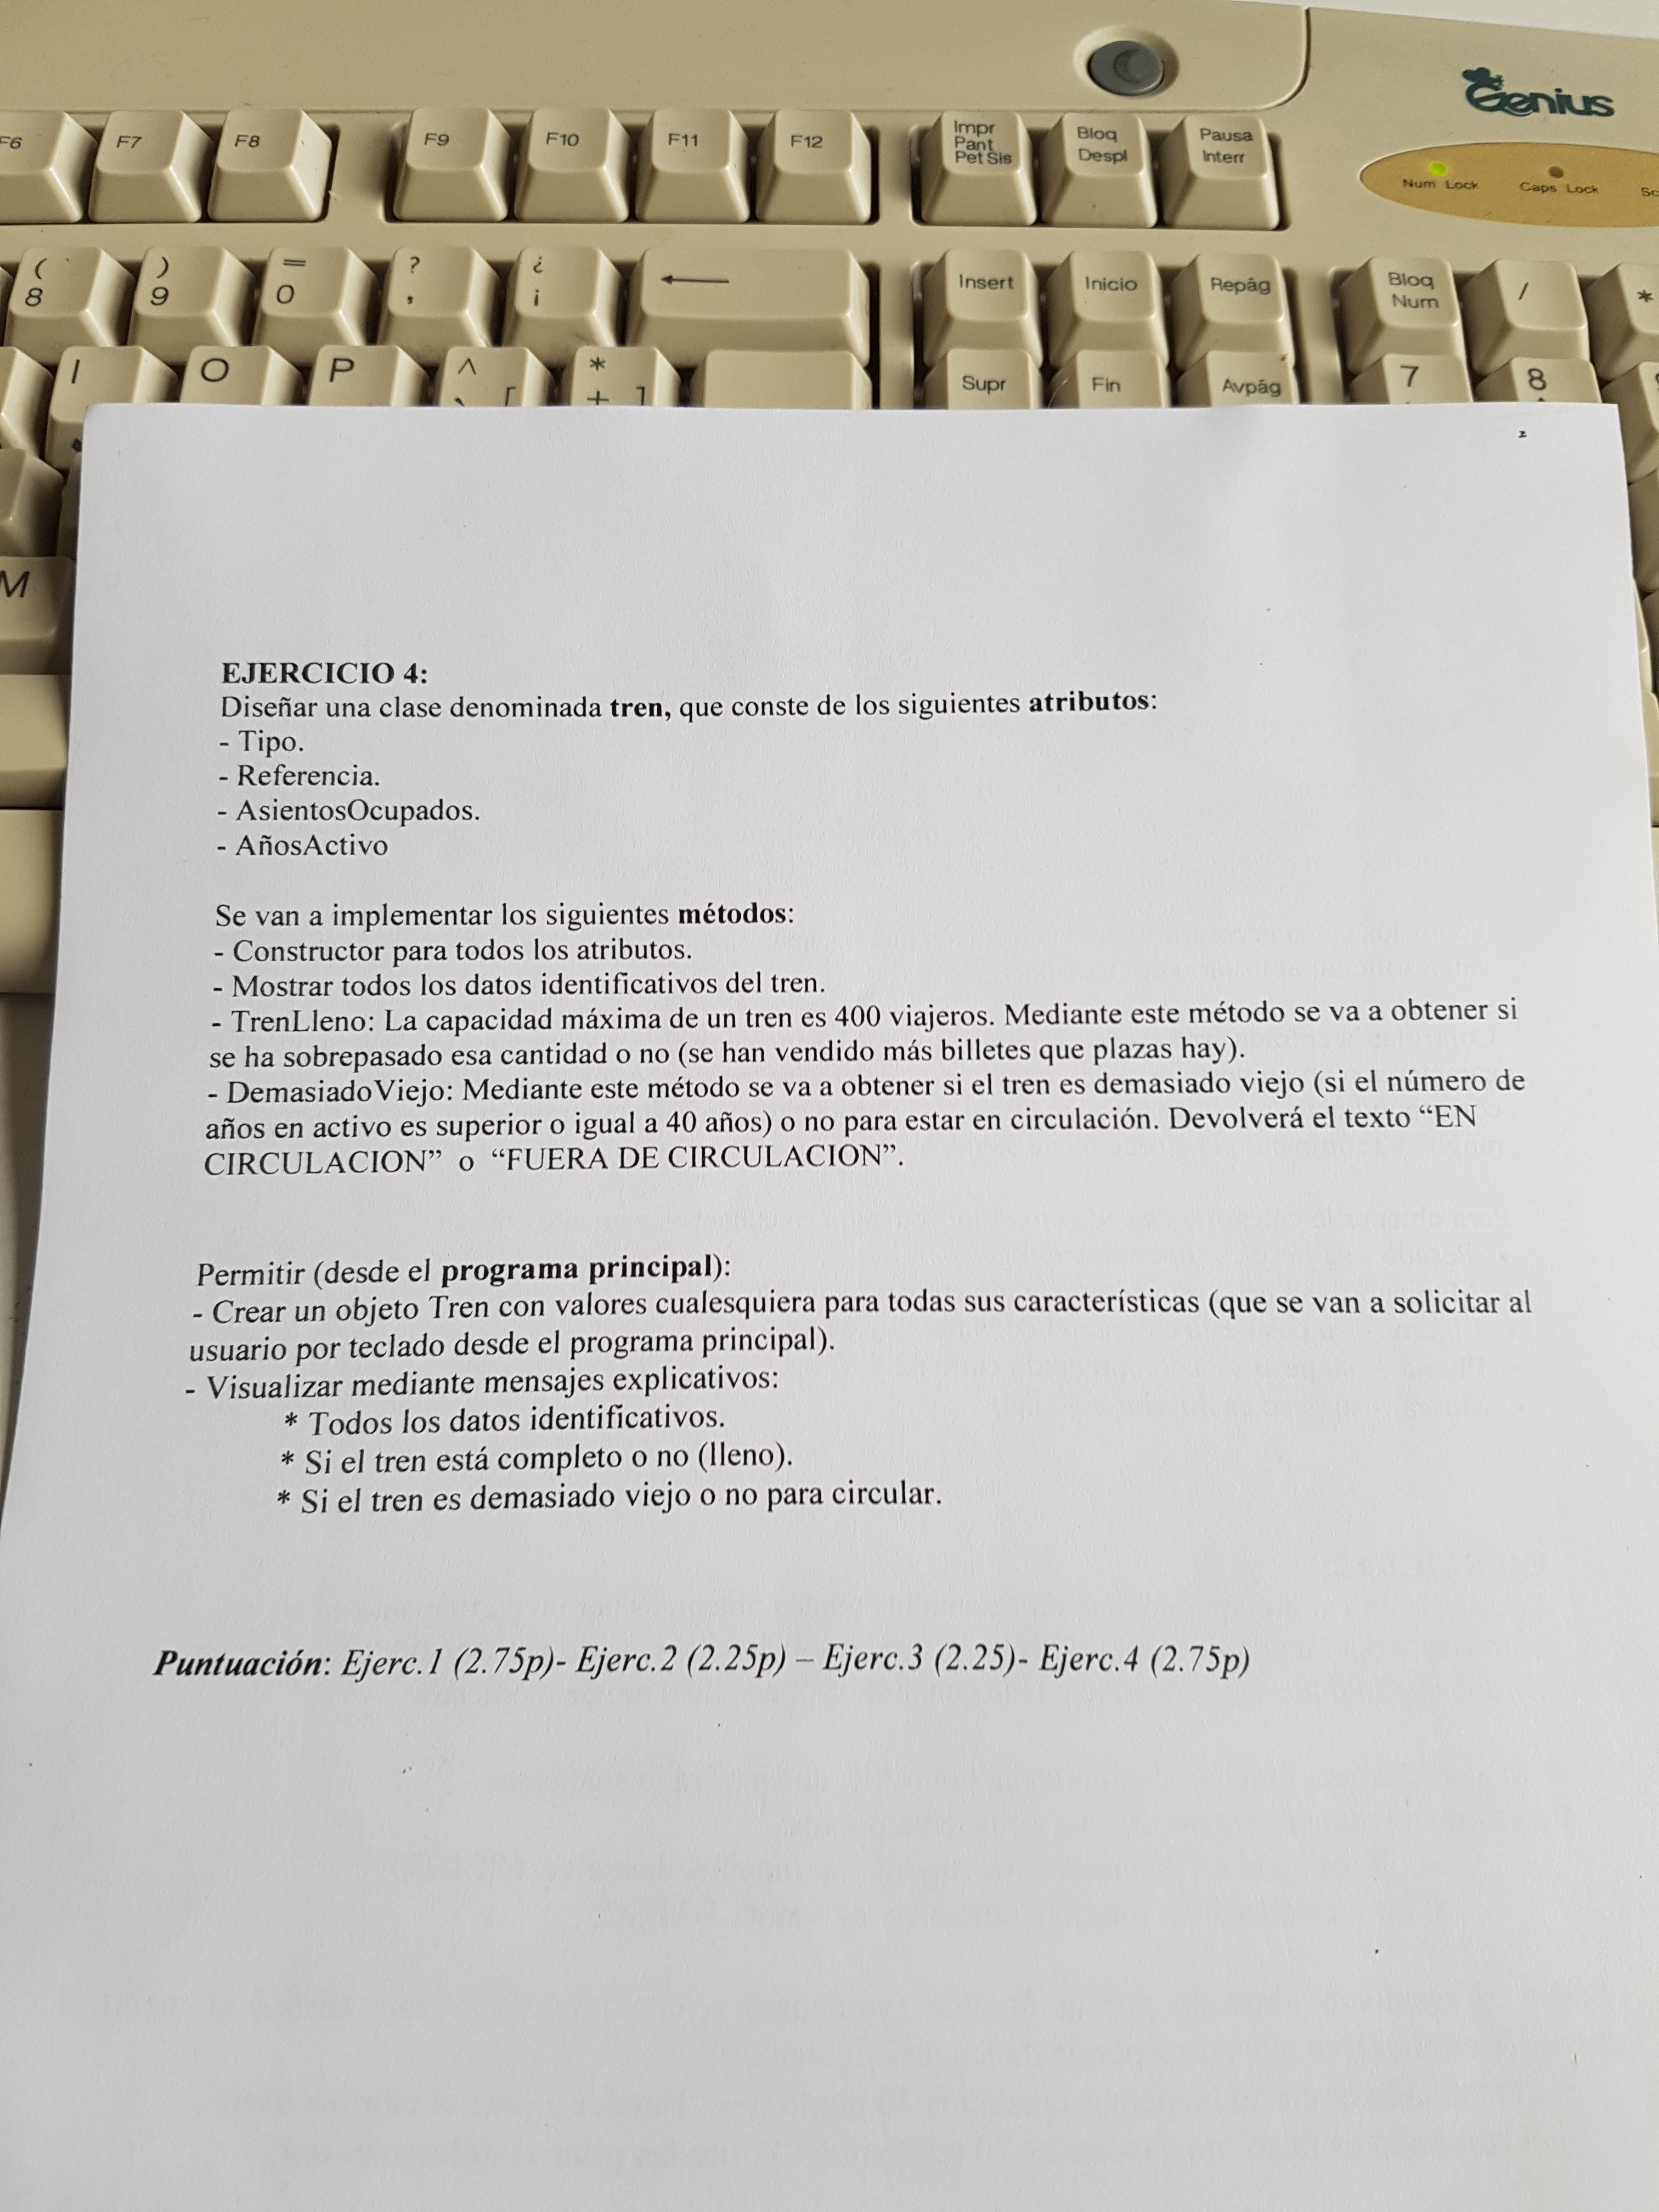 Genius
F6 F7 F8 F9 F10 F11 F12 Impr Pant Pet Sis Bloq Despl Pausa Interr
Num Lock Caps Lock Sc
( 8 ) 9 = 0 ? ' ¿ ¡ ← Insert Inicio Repág Bloq Num / *
I O P ^ ` [ * + ] Supr Fin Avpág 7 8
M
2
EJERCICIO 4:
Diseñar una clase denominada tren, que conste de los siguientes atributos:
- Tipo.
- Referencia.
- AsientosOcupados.
- AñosActivo
Se van a implementar los siguientes métodos:
- Constructor para todos los atributos.
- Mostrar todos los datos identificativos del tren.
- TrenLleno: La capacidad máxima de un tren es 400 viajeros. Mediante este método se va a obtener si
se ha sobrepasado esa cantidad o no (se han vendido más billetes que plazas hay).
- DemasiadoViejo: Mediante este método se va a obtener si el tren es demasiado viejo (si el número de
años en activo es superior o igual a 40 años) o no para estar en circulación. Devolverá el texto “EN
CIRCULACION” o “FUERA DE CIRCULACION”.
Permitir (desde el programa principal):
- Crear un objeto Tren con valores cualesquiera para todas sus características (que se van a solicitar al
usuario por teclado desde el programa principal).
- Visualizar mediante mensajes explicativos:
* Todos los datos identificativos.
* Si el tren está completo o no (lleno).
* Si el tren es demasiado viejo o no para circular.
Puntuación: Ejerc.1 (2.75p)- Ejerc.2 (2.25p) – Ejerc.3 (2.25)- Ejerc.4 (2.75p)